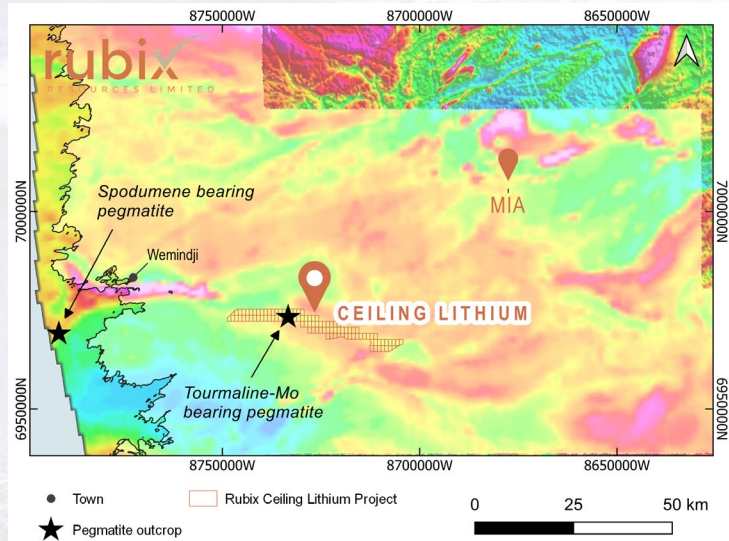 8750000W 8700000W 8650000W
rubix
RESOURCES LIMITED
Spodumene bearing
pegmatite
7000000N
7000000N
MIA
Wemindji
CEILING LITHIUM
Tourmaline-Mo
bearing pegmatite
6950000N
6950000N
8750000W 8700000W 8650000W
Town
Rubix Ceiling Lithium Project
Pegmatite outcrop
0 25 50 km